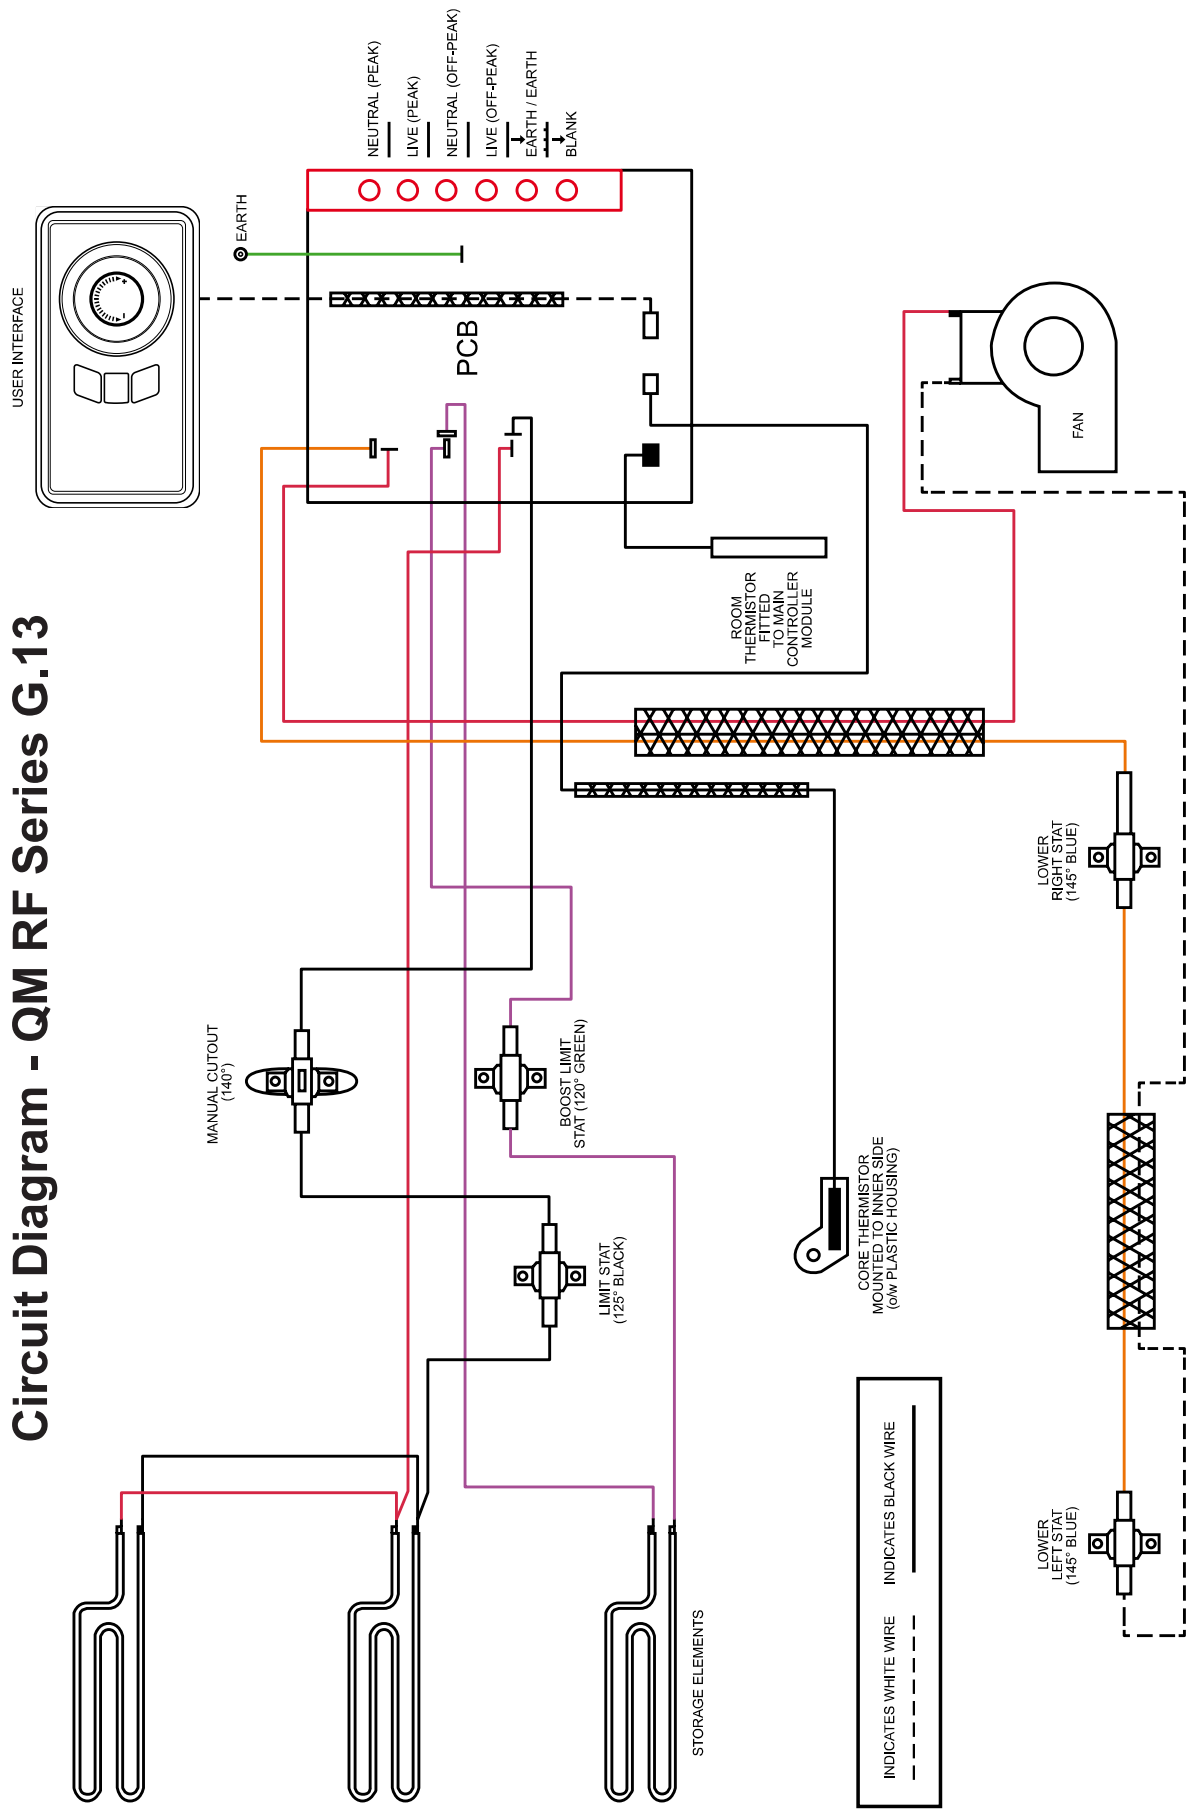 Circuit Diagram - QM RF Series G.13
USER INTERFACE
EARTH
NEUTRAL (PEAK)
LIVE (PEAK)
NEUTRAL (OFF-PEAK)
LIVE (OFF-PEAK)
EARTH / EARTH
BLANK
PCB
FAN
ROOM
THERMISTOR
FITTED
TO MAIN
CONTROLLER
MODULE
MANUAL CUTOUT
(140°)
BOOST LIMIT
STAT (120° GREEN)
LIMIT STAT
(125° BLACK)
CORE THERMISTOR
MOUNTED TO INNER SIDE
(o/w PLASTIC HOUSING)
LOWER
RIGHT STAT
(145° BLUE)
LOWER
LEFT STAT
(145° BLUE)
STORAGE ELEMENTS
INDICATES WHITE WIRE
INDICATES BLACK WIRE